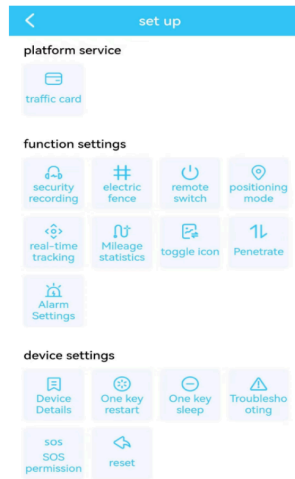 set up
platform service
traffic card
function settings
security
recording
electric
fence
remote
switch
positioning
mode
real-time
tracking
Mileage
statistics
toggle icon
Penetrate
Alarm
Settings
device settings
Device
Details
One key
restart
One key
sleep
Troublesho
oting
SOS
SOS
permission
reset